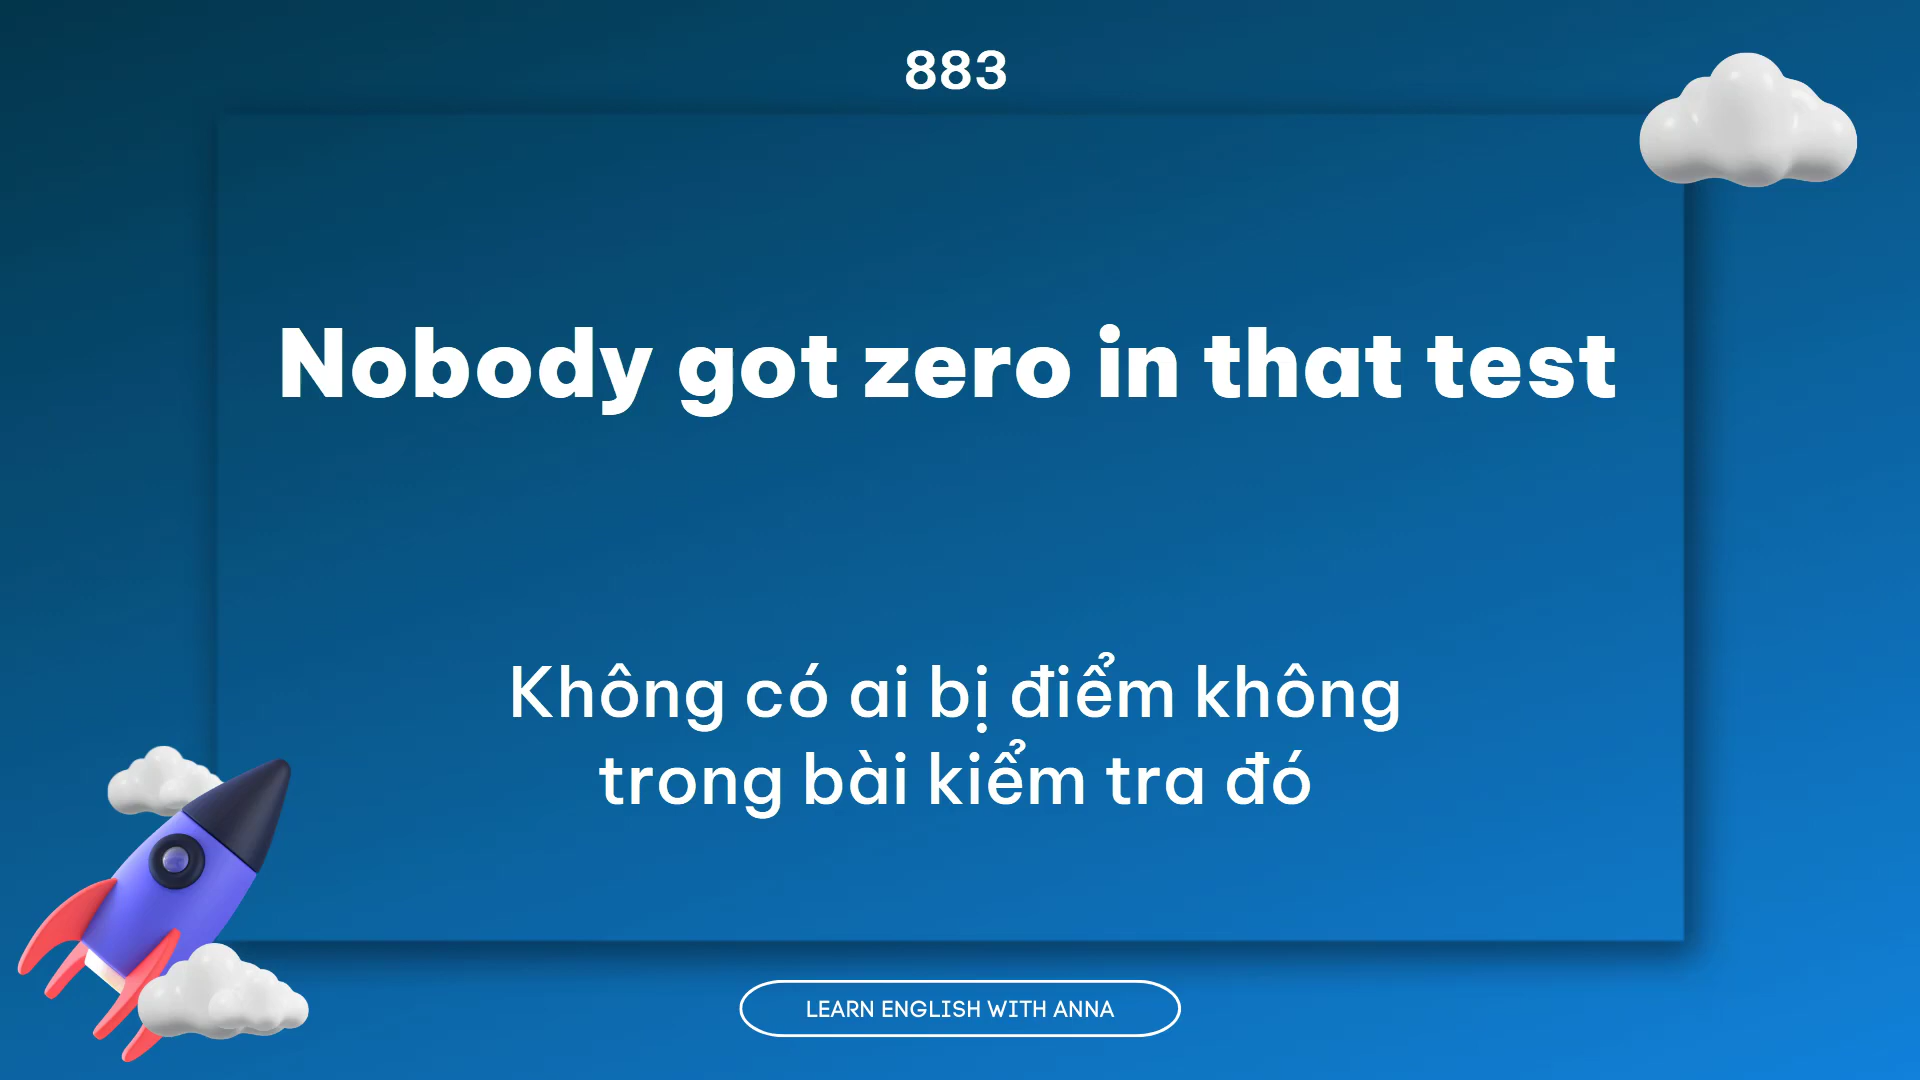 883
Nobody got zero in that test
Không có ai bị điểm không
trong bài kiểm tra đó
LEARN ENGLISH WITH ANNA